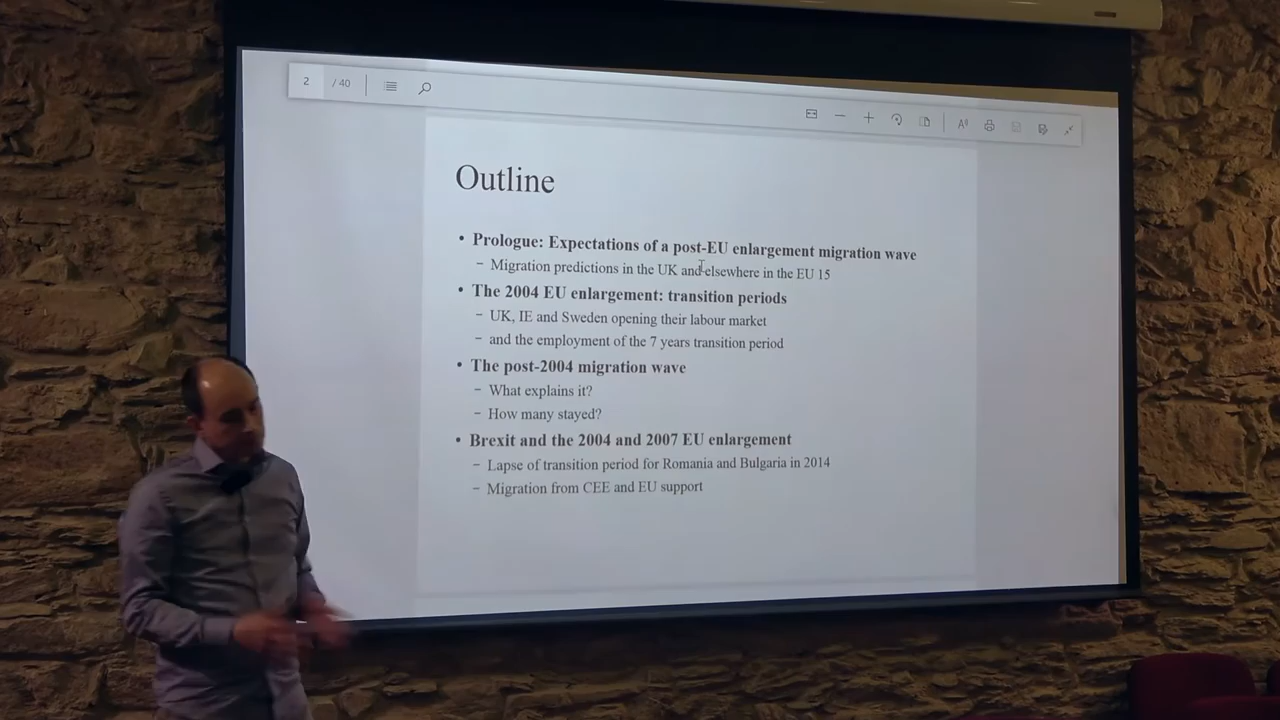 2 / 40
Outline
• Prologue: Expectations of a post-EU enlargement migration wave
– Migration predictions in the UK and elsewhere in the EU 15
• The 2004 EU enlargement: transition periods
– UK, IE and Sweden opening their labour market
– and the employment of the 7 years transition period
• The post-2004 migration wave
– What explains it?
– How many stayed?
• Brexit and the 2004 and 2007 EU enlargement
– Lapse of transition period for Romania and Bulgaria in 2014
– Migration from CEE and EU support